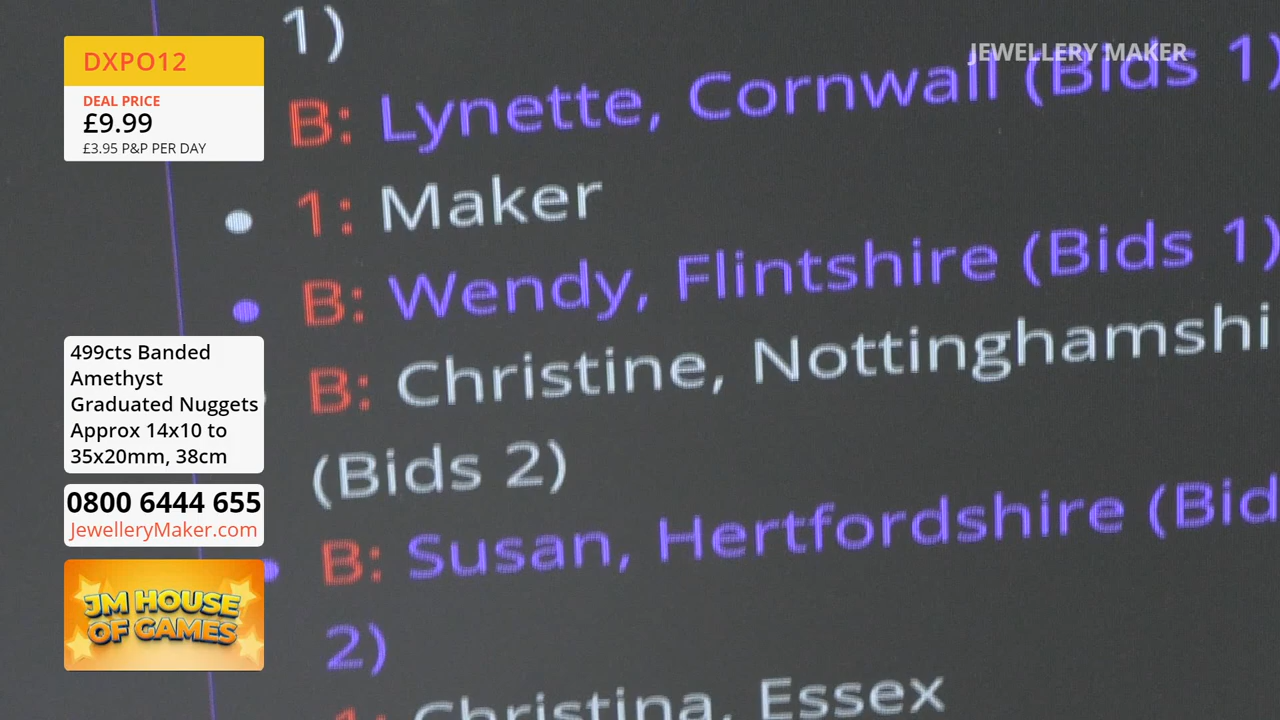 DXPO12
DEAL PRICE
£9.99
£3.95 P&P PER DAY
JEWELLERY MAKER
1)
B: Lynette, Cornwall (Bids 1)
1: Maker
B: Wendy, Flintshire (Bids 1)
B: Christine, Nottinghamshi
(Bids 2)
B: Susan, Hertfordshire (Bid
2)
1: Christina, Essex
499cts Banded
Amethyst
Graduated Nuggets
Approx 14x10 to
35x20mm, 38cm
0800 6444 655
JewelleryMaker.com
JM HOUSE
OF GAMES